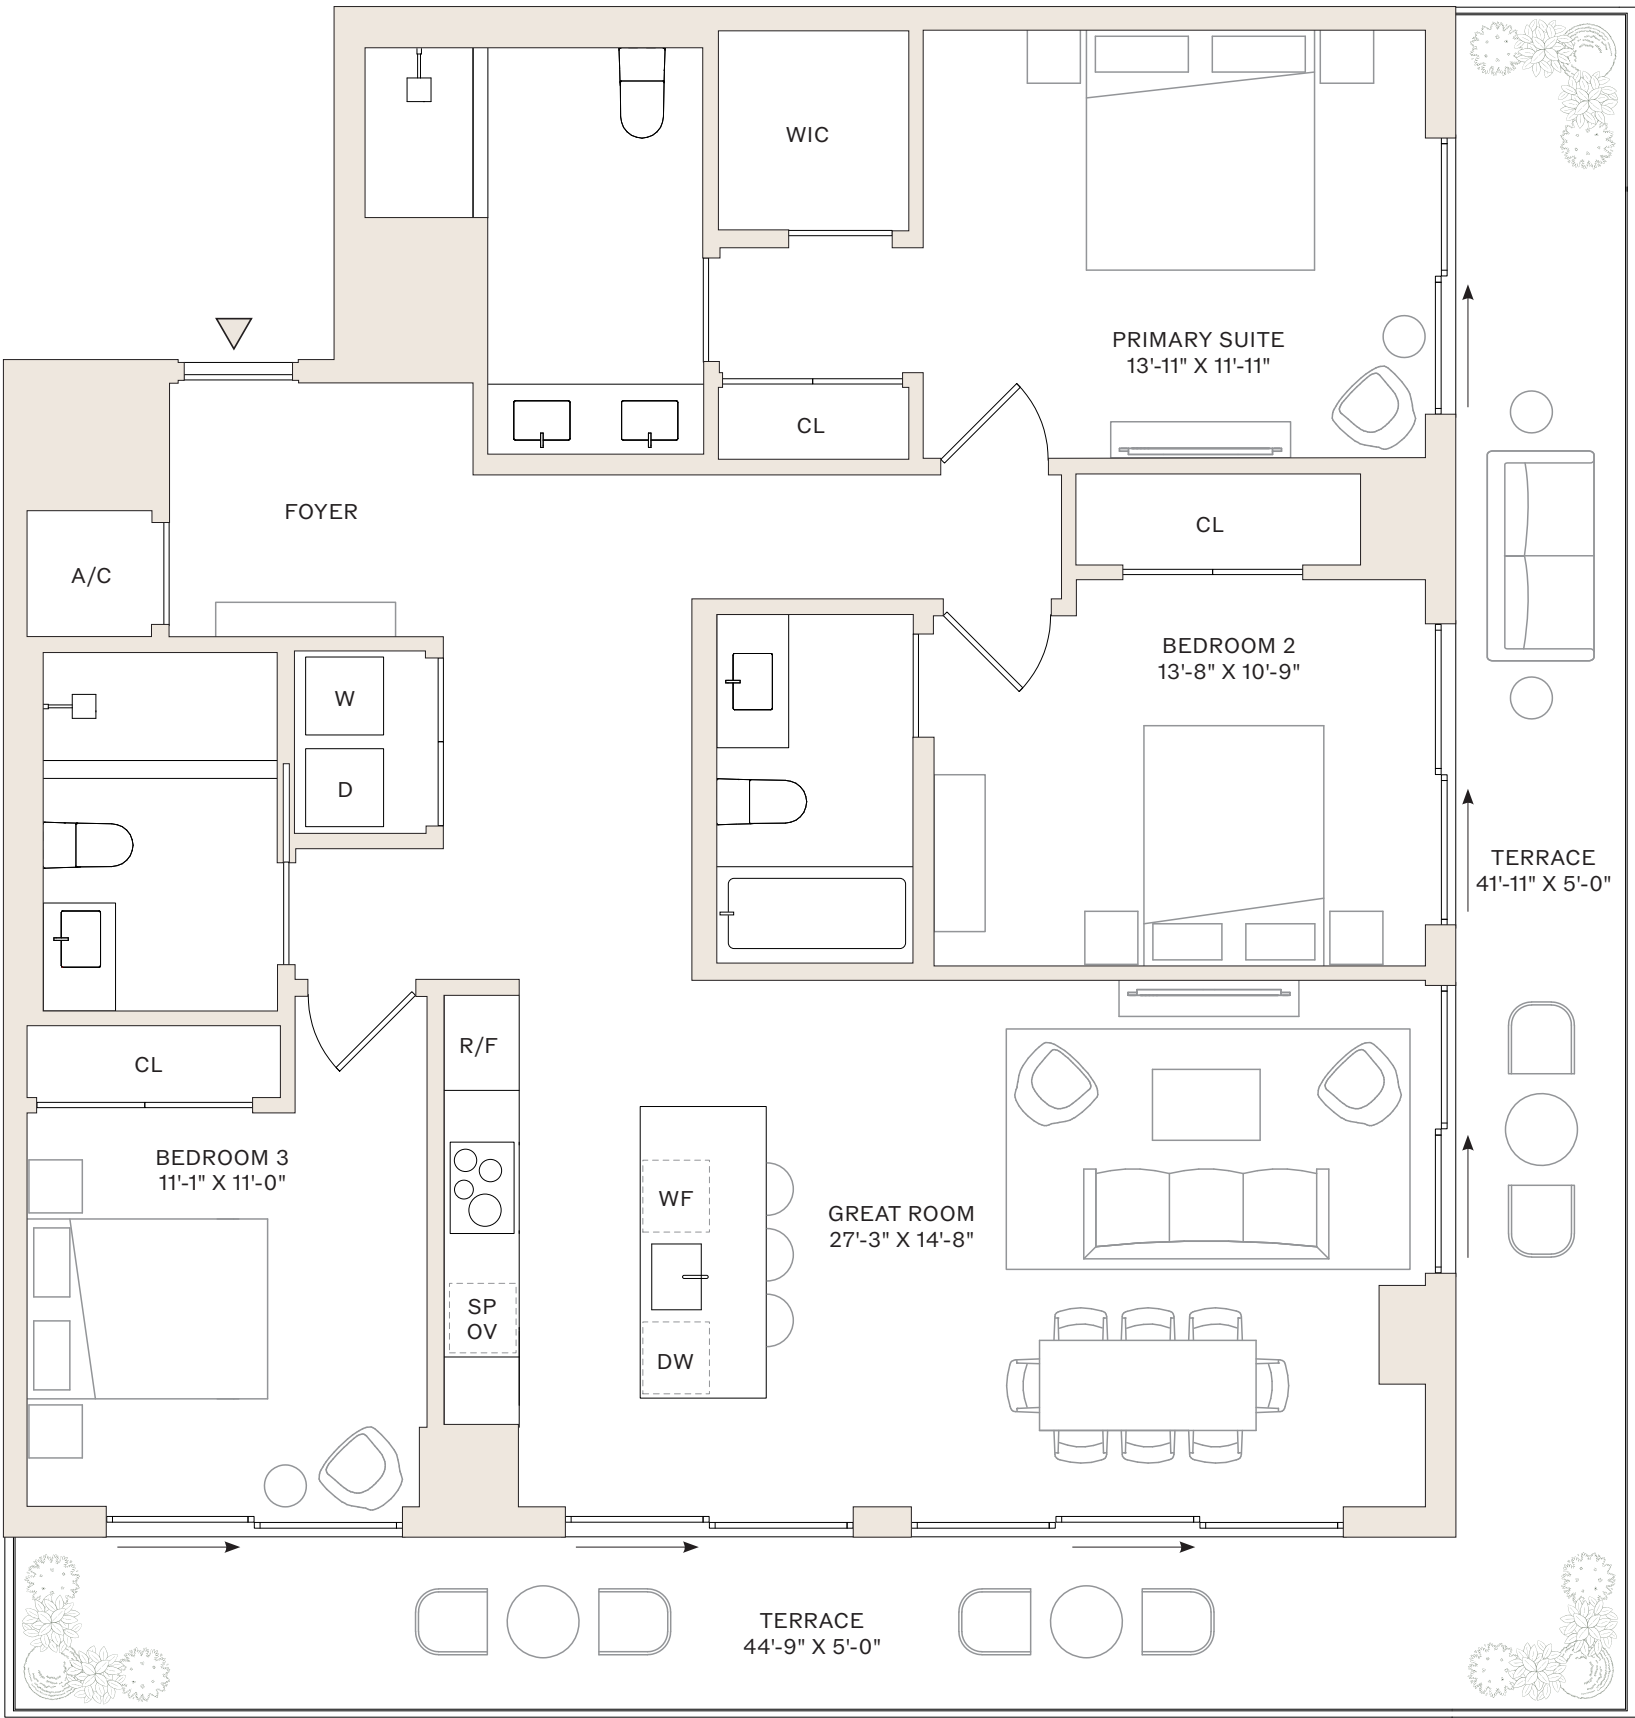 WIC
PRIMARY SUITE
13'-11" X 11'-11"
CL
FOYER
CL
A/C
BEDROOM 2
13'-8" X 10'-9"
W
D
TERRACE
41'-11" X 5'-0"
R/F
CL
BEDROOM 3
11'-1" X 11'-0"
WF
GREAT ROOM
27'-3" X 14'-8"
SP
OV
DW
TERRACE
44'-9" X 5'-0"